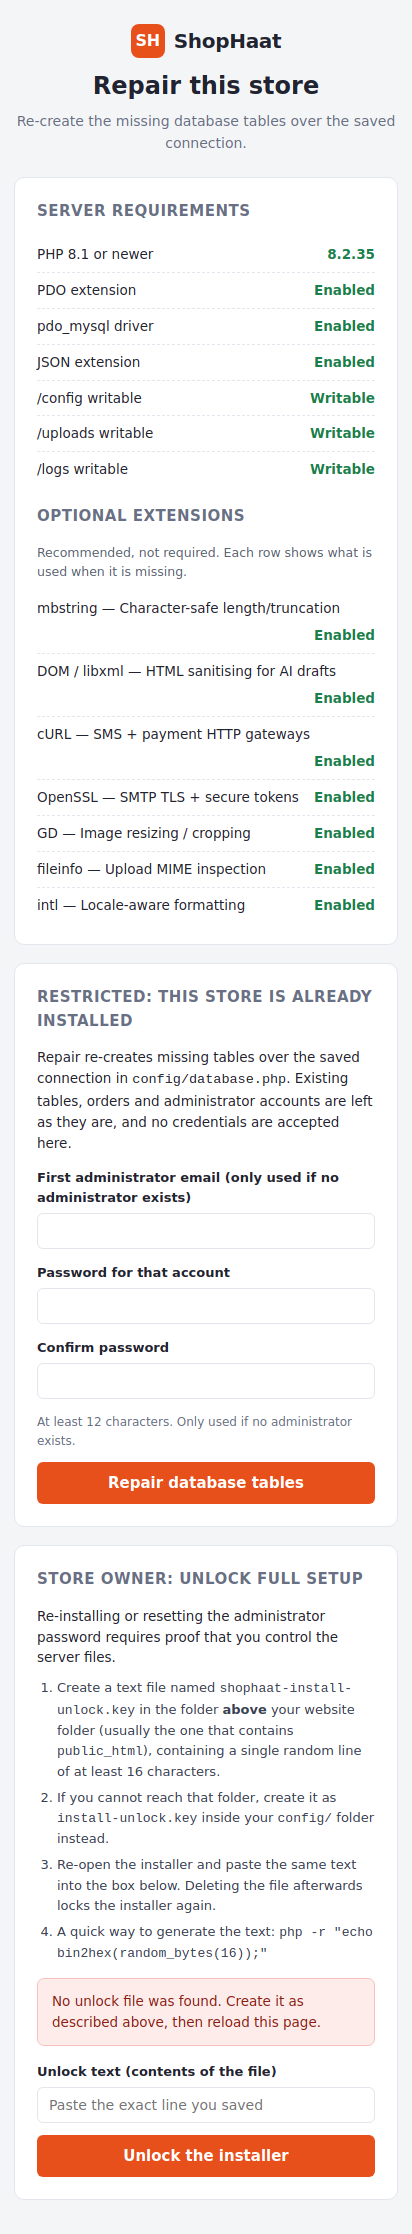 SH ShopHaat
Repair this store
Re-create the missing database tables over the saved
connection.
SERVER REQUIREMENTS
PHP 8.1 or newer 8.2.35
PDO extension Enabled
pdo_mysql driver Enabled
JSON extension Enabled
/config writable Writable
/uploads writable Writable
/logs writable Writable
OPTIONAL EXTENSIONS
Recommended, not required. Each row shows what is
used when it is missing.
mbstring — Character-safe length/truncation
Enabled
DOM / libxml — HTML sanitising for AI drafts
Enabled
cURL — SMS + payment HTTP gateways
Enabled
OpenSSL — SMTP TLS + secure tokens Enabled
GD — Image resizing / cropping Enabled
fileinfo — Upload MIME inspection Enabled
intl — Locale-aware formatting Enabled
RESTRICTED: THIS STORE IS ALREADY
INSTALLED
Repair re-creates missing tables over the saved
connection in config/database.php. Existing
tables, orders and administrator accounts are left
as they are, and no credentials are accepted
here.
First administrator email (only used if no
administrator exists)
Password for that account
Confirm password
At least 12 characters. Only used if no administrator
exists.
Repair database tables
STORE OWNER: UNLOCK FULL SETUP
Re-installing or resetting the administrator
password requires proof that you control the
server files.
1. Create a text file named shophaat-install-
unlock.key in the folder above your website
folder (usually the one that contains
public_html), containing a single random line
of at least 16 characters.
2. If you cannot reach that folder, create it as
install-unlock.key inside your config/ folder
instead.
3. Re-open the installer and paste the same text
into the box below. Deleting the file afterwards
locks the installer again.
4. A quick way to generate the text: php -r "echo
bin2hex(random_bytes(16));"
No unlock file was found. Create it as
described above, then reload this page.
Unlock text (contents of the file)
Paste the exact line you saved
Unlock the installer